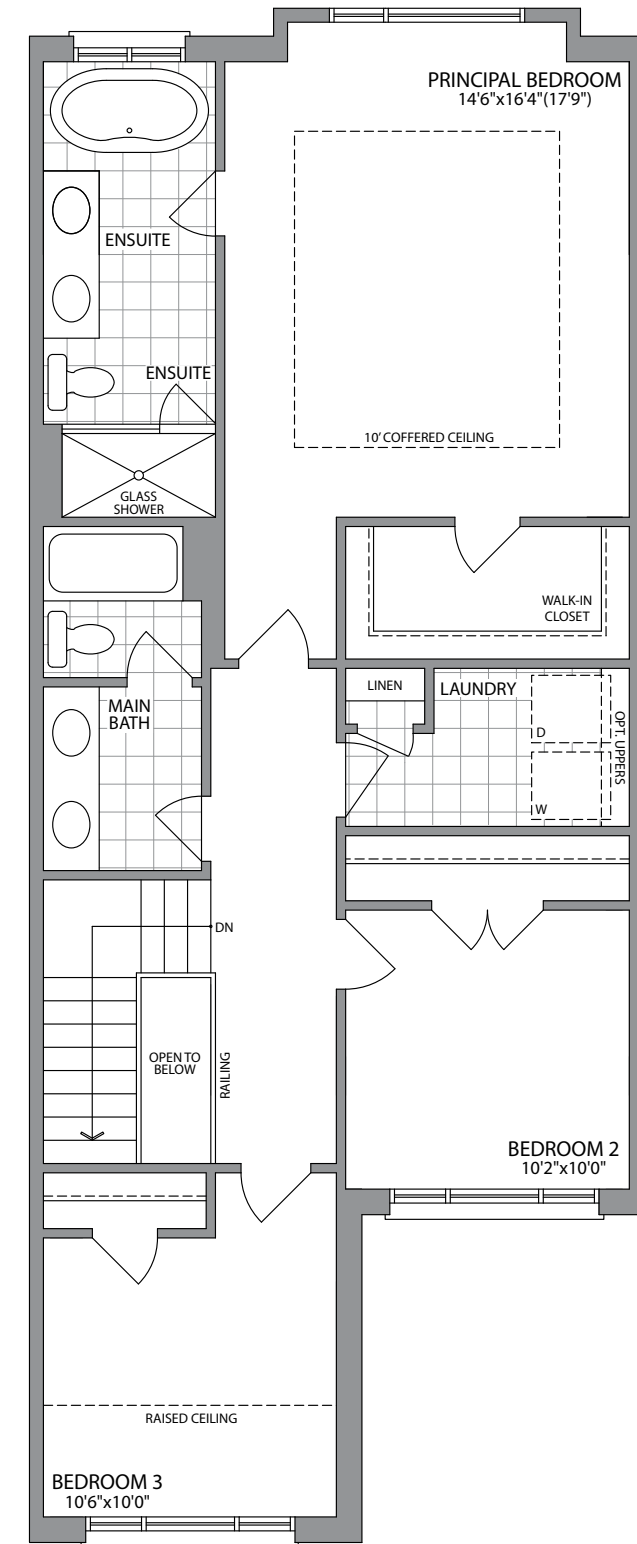 PRINCIPAL BEDROOM
14'6"x16'4"(17'9")
ENSUITE
ENSUITE
10' COFFERED CEILING
GLASS
SHOWER
WALK-IN
CLOSET
LINEN
LAUNDRY
D
W
OPT. UPPERS
MAIN
BATH
DN
OPEN TO
BELOW
RAILING
BEDROOM 2
10'2"x10'0"
RAISED CEILING
BEDROOM 3
10'6"x10'0"